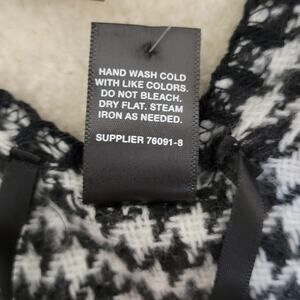 HAND WASH COLD
WITH LIKE COLORS.
DO NOT BLEACH.
DRY FLAT. STEAM
IRON AS NEEDED.
SUPPLIER 76091-8